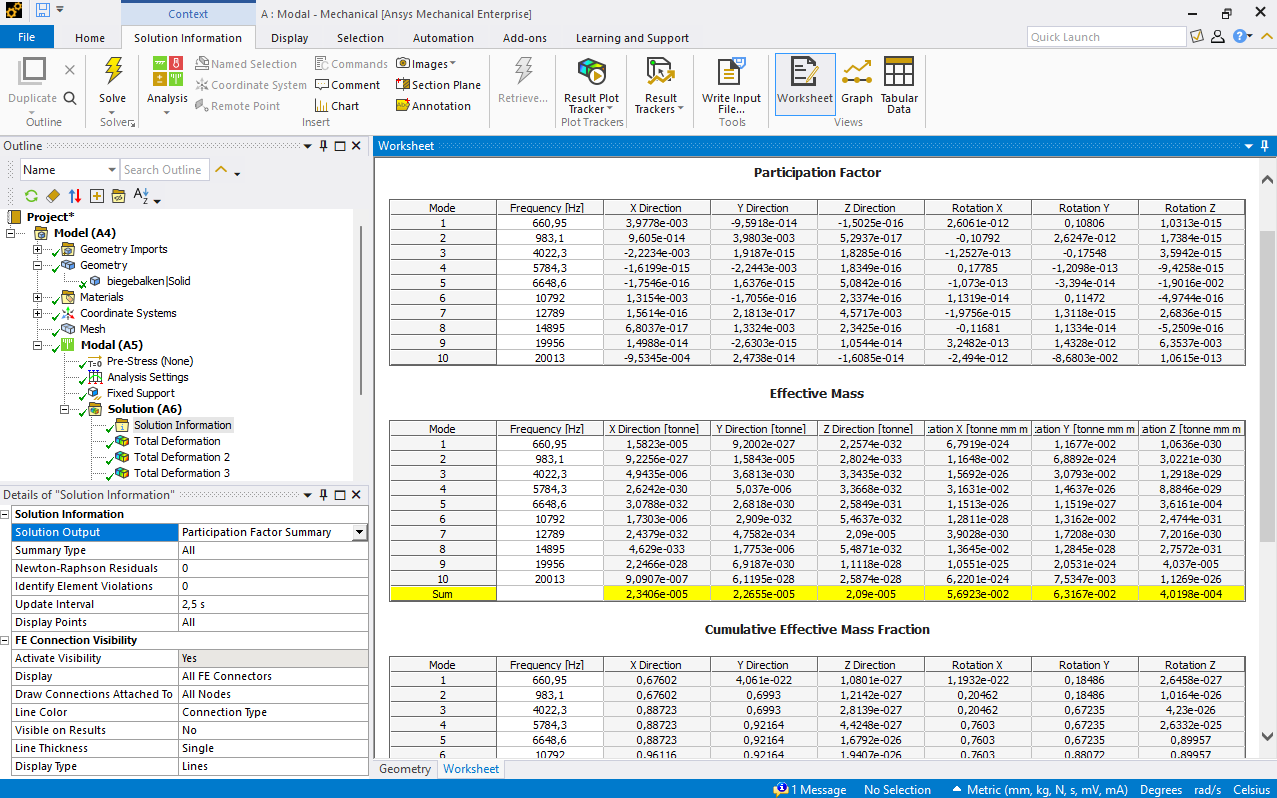 Context
A : Modal - Mechanical [Ansys Mechanical Enterprise]
File Home Solution Information Display Selection Automation Add-ons Learning and Support Quick Launch
Duplicate
Outline
Solve
Solver
Analysis
Named Selection
Coordinate System
Remote Point
Commands
Comment
Chart
Images
Section Plane
Annotation
Insert
Retrieve...
Result Plot Tracker
Plot Trackers
Result Trackers
Write Input File...
Tools
Worksheet
Graph
Tabular Data
Views
Outline
Name Search Outline
Project*
Model (A4)
Geometry Imports
Geometry
biegebalken|Solid
Materials
Coordinate Systems
Mesh
Modal (A5)
T=0 Pre-Stress (None)
Analysis Settings
Fixed Support
Solution (A6)
Solution Information
Total Deformation
Total Deformation 2
Total Deformation 3
Details of "Solution Information"
Solution Information
Solution Output Participation Factor Summary
Summary Type All
Newton-Raphson Residuals 0
Identify Element Violations 0
Update Interval 2,5 s
Display Points All
FE Connection Visibility
Activate Visibility Yes
Display All FE Connectors
Draw Connections Attached To All Nodes
Line Color Connection Type
Visible on Results No
Line Thickness Single
Display Type Lines
Worksheet
Participation Factor
Mode Frequency [Hz] X Direction Y Direction Z Direction Rotation X Rotation Y Rotation Z
1 660,95 3,9778e-003 -9,5918e-014 -1,5025e-016 2,6061e-012 0,10806 1,0313e-015
2 983,1 9,605e-014 3,9803e-003 5,2937e-017 -0,10792 2,6247e-012 1,7384e-015
3 4022,3 -2,2234e-003 1,9187e-015 1,8285e-016 -1,2527e-013 -0,17548 3,5942e-015
4 5784,3 -1,6199e-015 -2,2443e-003 1,8349e-016 0,17785 -1,2098e-013 -9,4258e-015
5 6648,6 -1,7546e-016 1,6376e-015 5,0842e-016 -1,073e-013 -3,394e-014 -1,9016e-002
6 10792 1,3154e-003 -1,7056e-016 2,3374e-016 1,1319e-014 0,11472 -4,9744e-016
7 12789 1,5614e-016 2,1813e-017 4,5717e-003 -1,9756e-015 1,3118e-015 2,6836e-015
8 14895 6,8037e-017 1,3324e-003 2,3425e-016 -0,11681 1,1334e-014 -5,2509e-016
9 19956 1,4988e-014 -2,6303e-015 1,0544e-014 3,2482e-013 1,4328e-012 6,3537e-003
10 20013 -9,5345e-004 2,4738e-014 -1,6085e-014 -2,494e-012 -8,6803e-002 1,0615e-013
Effective Mass
Mode Frequency [Hz] X Direction [tonne] Y Direction [tonne] Z Direction [tonne] tation X [tonne mm m tation Y [tonne mm m ation Z [tonne mm m
1 660,95 1,5823e-005 9,2002e-027 2,2574e-032 6,7919e-024 1,1677e-002 1,0636e-030
2 983,1 9,2256e-027 1,5843e-005 2,8024e-033 1,1648e-002 6,8892e-024 3,0221e-030
3 4022,3 4,9435e-006 3,6813e-030 3,3435e-032 1,5692e-026 3,0793e-002 1,2918e-029
4 5784,3 2,6242e-030 5,037e-006 3,3668e-032 3,1631e-002 1,4637e-026 8,8846e-029
5 6648,6 3,0788e-032 2,6818e-030 2,5849e-031 1,1513e-026 1,1519e-027 3,6161e-004
6 10792 1,7303e-006 2,909e-032 5,4637e-032 1,2811e-028 1,3162e-002 2,4744e-031
7 12789 2,4379e-032 4,7582e-034 2,09e-005 3,9028e-030 1,7208e-030 7,2016e-030
8 14895 4,629e-033 1,7753e-006 5,4871e-032 1,3645e-002 1,2845e-028 2,7572e-031
9 19956 2,2466e-028 6,9187e-030 1,1118e-028 1,0551e-025 2,0531e-024 4,037e-005
10 20013 9,0907e-007 6,1195e-028 2,5874e-028 6,2201e-024 7,5347e-003 1,1269e-026
Sum 2,3406e-005 2,2655e-005 2,09e-005 5,6923e-002 6,3167e-002 4,0198e-004
Cumulative Effective Mass Fraction
Mode Frequency [Hz] X Direction Y Direction Z Direction Rotation X Rotation Y Rotation Z
1 660,95 0,67602 4,061e-022 1,0801e-027 1,1932e-022 0,18486 2,6458e-027
2 983,1 0,67602 0,6993 1,2142e-027 0,20462 0,18486 1,0164e-026
3 4022,3 0,88723 0,6993 2,8139e-027 0,20462 0,67235 4,23e-026
4 5784,3 0,88723 0,92164 4,4248e-027 0,7603 0,67235 2,6332e-025
5 6648,6 0,88723 0,92164 1,6792e-026 0,7603 0,67235 0,89957
6 10792 0,96116 0,92164 1,9407e-026 0,7603 0,88072 0,89957
Geometry Worksheet
1 Message No Selection Metric (mm, kg, N, s, mV, mA) Degrees rad/s Celsius